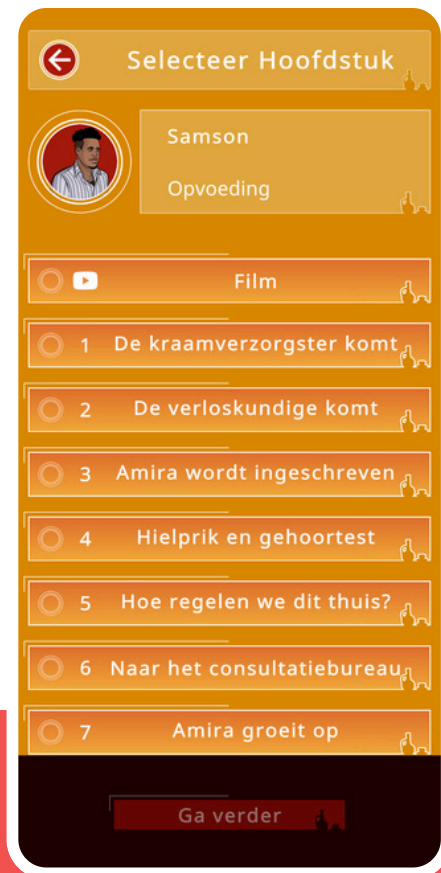 Selecteer Hoofdstuk
Samson
Opvoeding
Film
1 De kraamverzorgster komt
2 De verloskundige komt
3 Amira wordt ingeschreven
4 Hielprik en gehoortest
5 Hoe regelen we dit thuis?
6 Naar het consultatiebureau
7 Amira groeit op
Ga verder